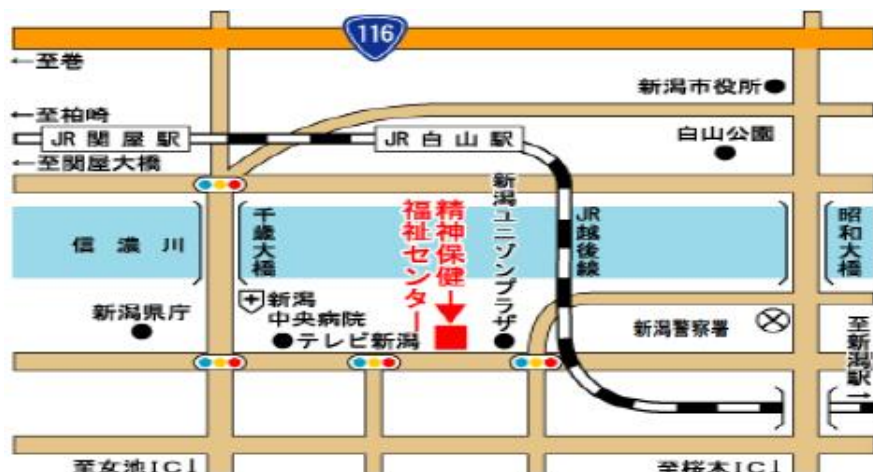 116
←至巻
新潟市役所
←至柏崎
JR関屋駅
JR白山駅
白山公園
←至関屋大橋
信濃川
千歳大橋
精神保健
福祉センター
新潟ユニゾンプラザ
JR越後線
昭和大橋
新潟県庁
新潟
中央病院
テレビ新潟
新潟警察署
至新潟駅→
至女池IC↓
至桜木IC↓